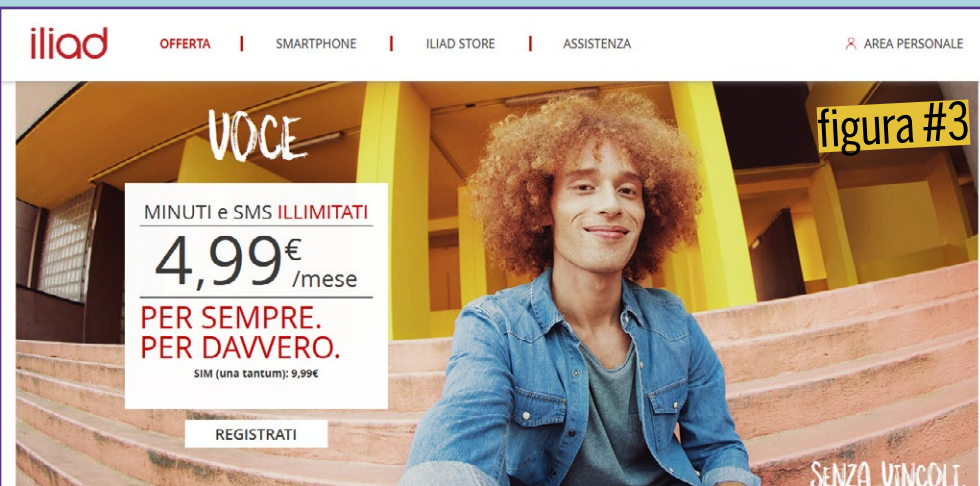 iliad
OFFERTA | SMARTPHONE | ILIAD STORE | ASSISTENZA
AREA PERSONALE
figura #3
VOCE
MINUTI e SMS ILLIMITATI
4,99€/mese
PER SEMPRE.
PER DAVVERO.
SIM (una tantum): 9,99€
REGISTRATI
SENZA VINCOLI.